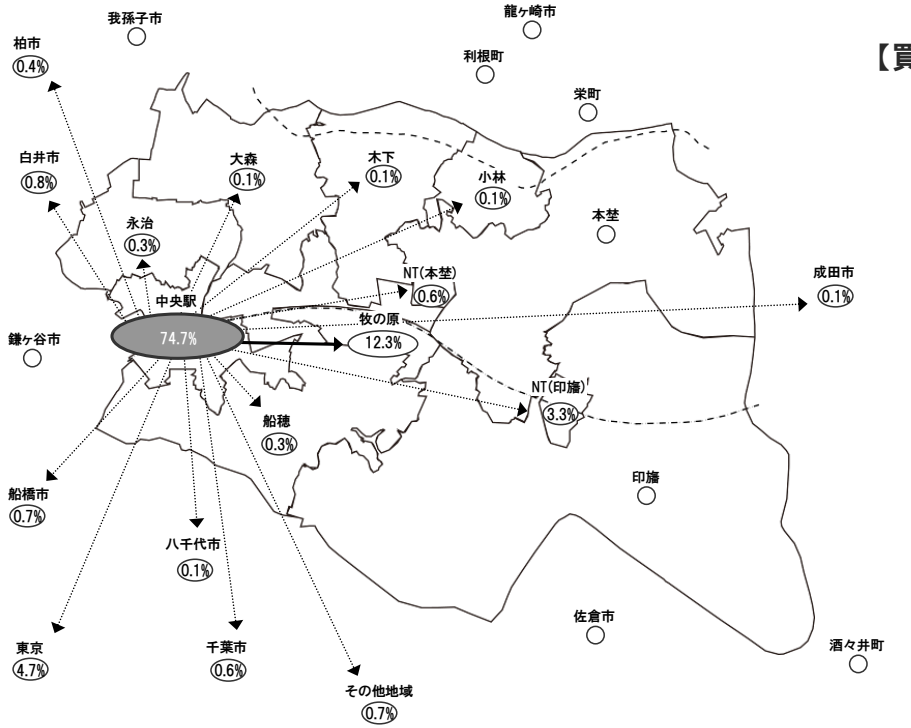 龍ヶ崎市
我孫子市
【買
柏市
0.4%
利根町
栄町
白井市
0.8%
大森
0.1%
木下
0.1%
小林
0.1%
永治
0.3%
本埜
中央駅
74.7%
NT(本埜)
0.6%
成田市
0.1%
牧の原
12.3%
鎌ヶ谷市
NT(印旛)
3.3%
船穂
0.3%
印旛
船橋市
0.7%
八千代市
0.1%
佐倉市
東京
4.7%
千葉市
0.6%
酒々井町
その他地域
0.7%